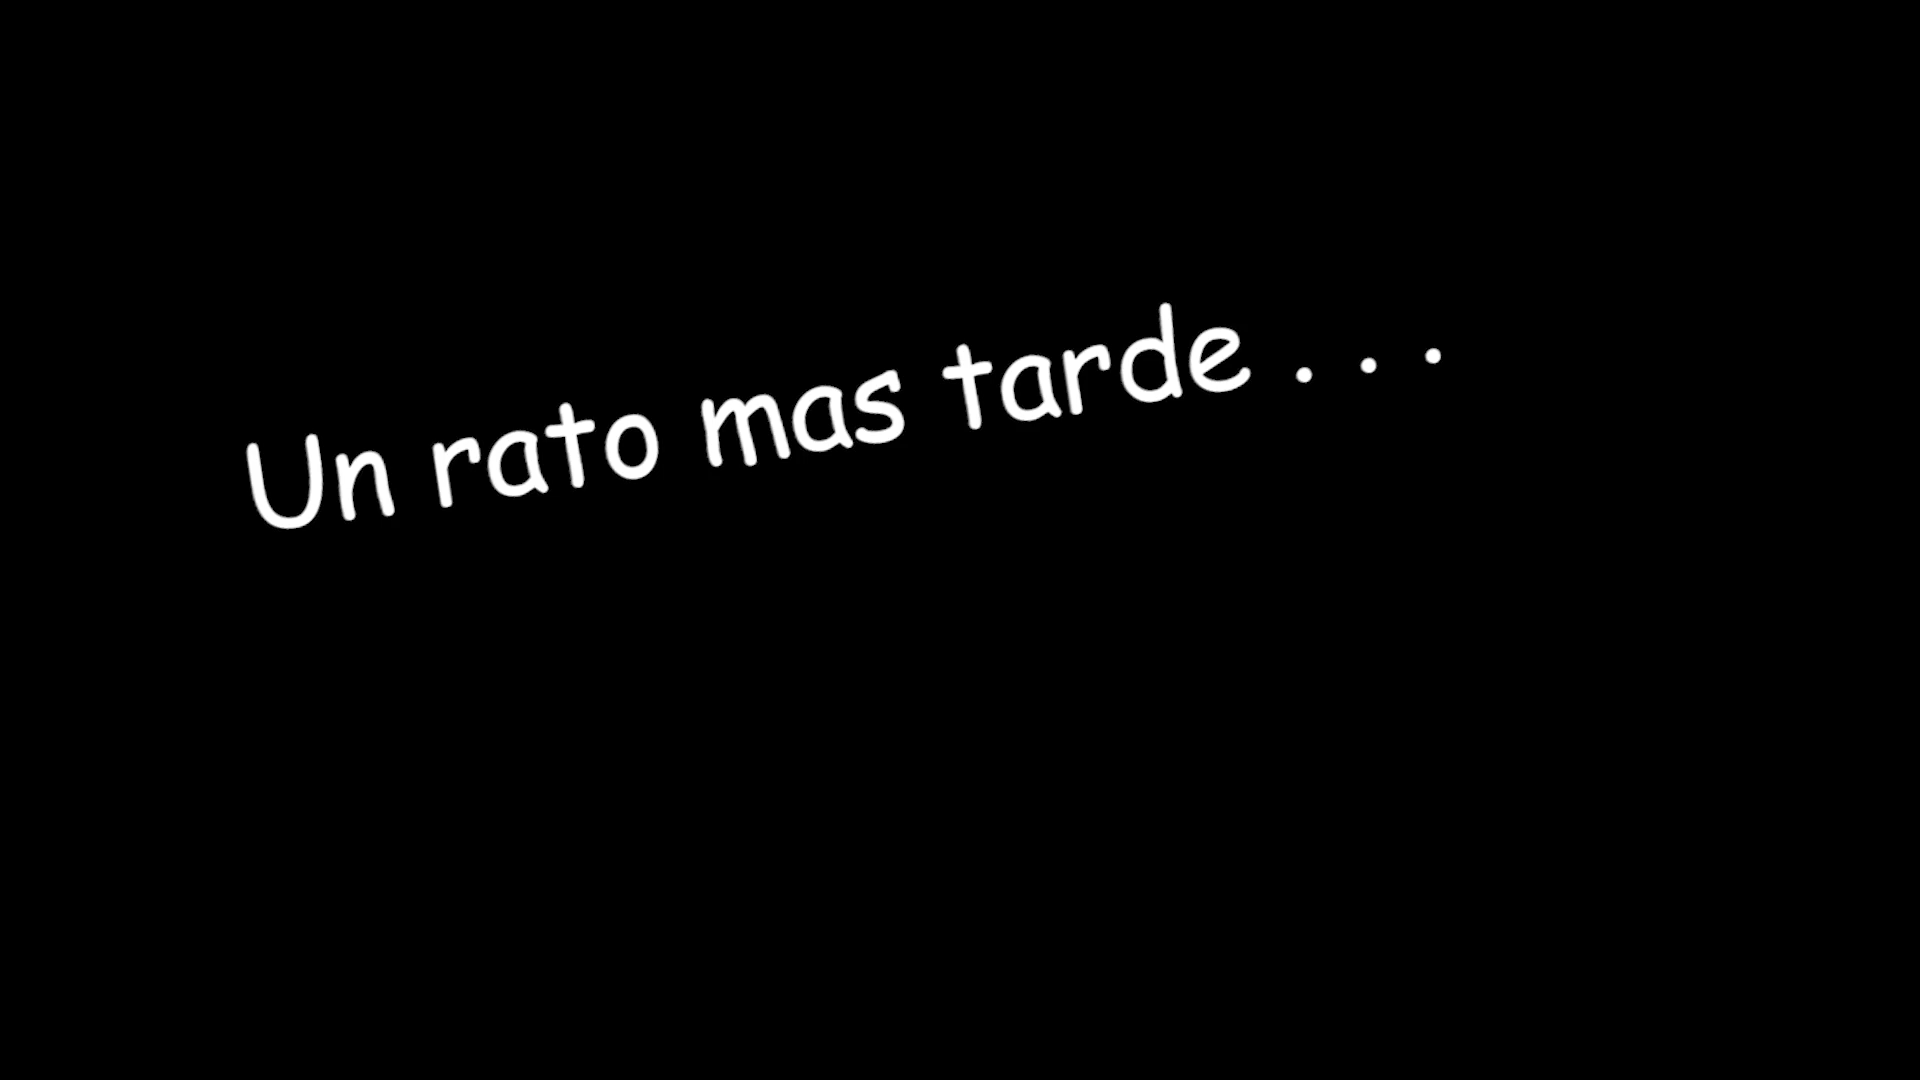 Un rato mas tarde . . .